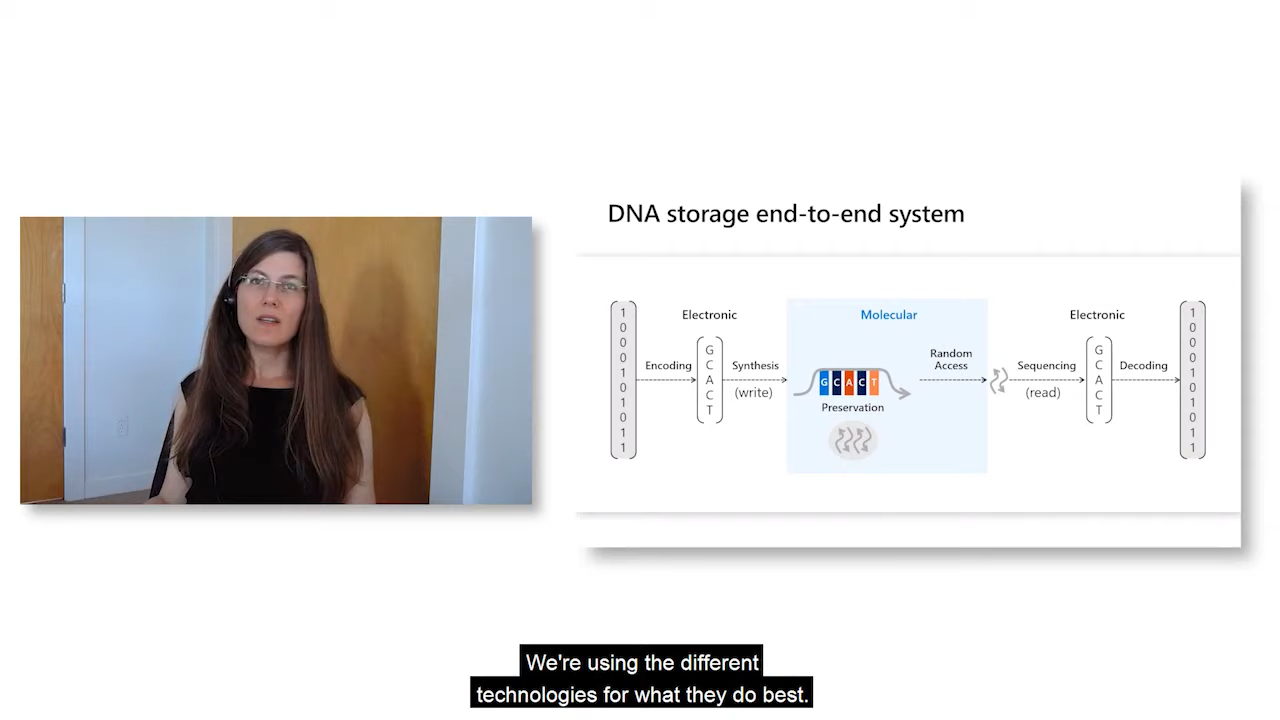 DNA storage end-to-end system
1
0
0
0
1
0
1
0
1
1
Electronic
Encoding
G
C
A
C
T
Synthesis
(write)
Molecular
G C A C T
Preservation
Random
Access
Sequencing
(read)
Electronic
G
C
A
C
T
Decoding
1
0
0
0
1
0
1
0
1
1
We're using the different
technologies for what they do best.